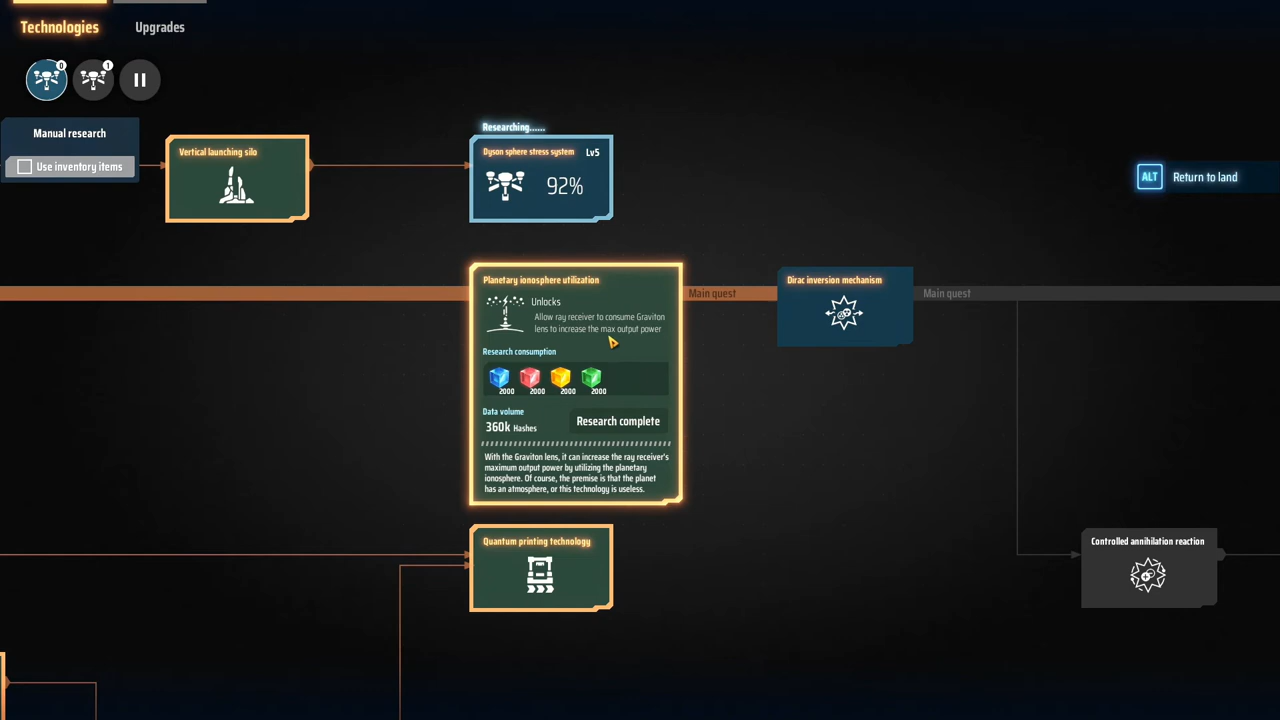 Technologies
Upgrades
0
1
Manual research
Use inventory items
Vertical launching silo
Researching......
Dyson sphere stress system
Lv5
92%
ALT
Return to land
Planetary ionosphere utilization
Unlocks
Allow ray receiver to consume Graviton
lens to increase the max output power
Research consumption
2000
2000
2000
2000
Data volume
360k Hashes
Research complete
With the Graviton lens, it can increase the ray receiver's
maximum output power by utilizing the planetary
ionosphere. Of course, the premise is that the planet
has an atmosphere, or this technology is useless.
Main quest
Dirac inversion mechanism
Main quest
Quantum printing technology
Controlled annihilation reaction